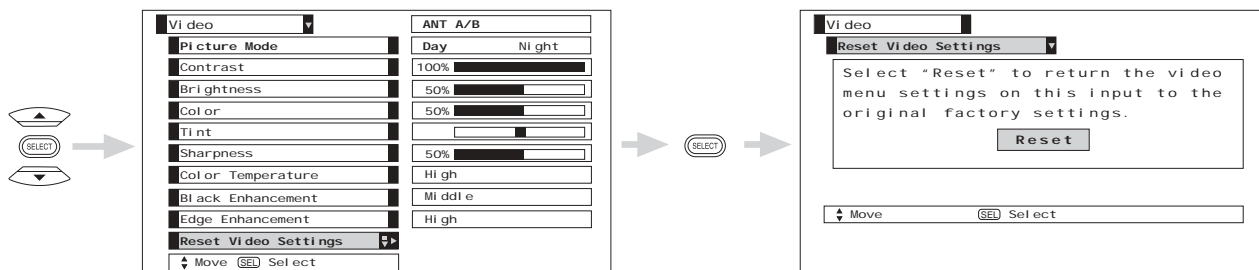 SELECT
Video
ANT A/B
Picture Mode
Day Night
Contrast
100%
Brightness
50%
Color
50%
Tint
Sharpness
50%
Color Temperature
High
Black Enhancement
Middle
Edge Enhancement
High
Reset Video Settings
Move SEL Select
SELECT
Video
Reset Video Settings
Select "Reset" to return the video
menu settings on this input to the
original factory settings.
Reset
Move SEL Select